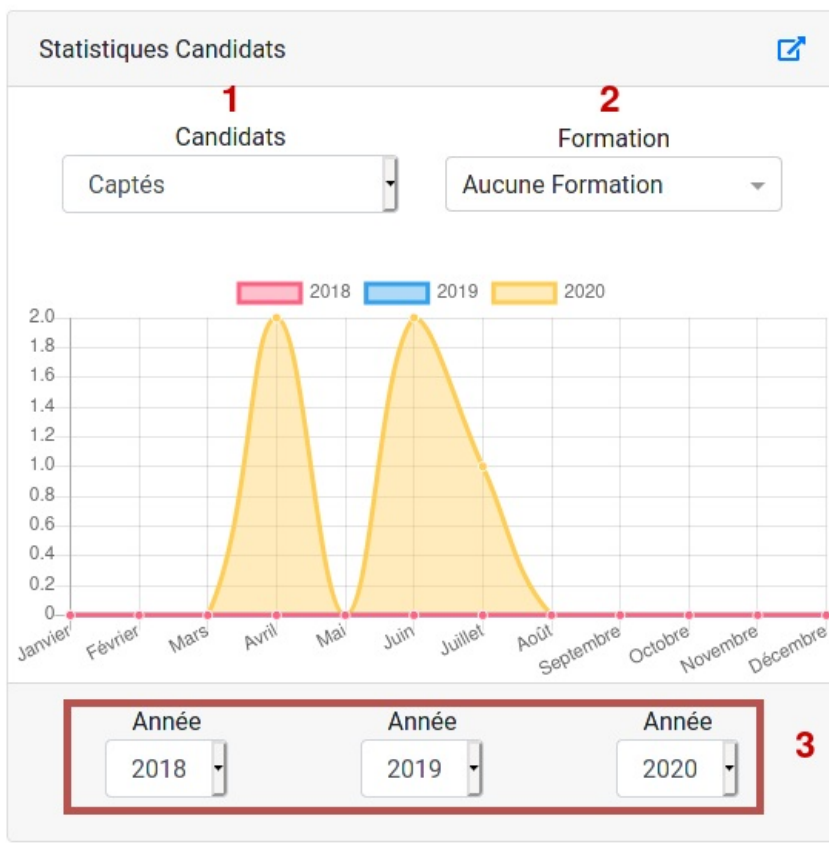 Statistiques Candidats
1 2
Candidats Formation
Captés Aucune Formation
2018 2019 2020
2.0
1.8
1.6
1.4
1.2
1.0
0.8
0.6
0.4
0.2
0
Janvier Février Mars Avril Mai Juin Juillet Août Septembre Octobre Novembre Décembre
Année Année Année
2018 2019 2020 3